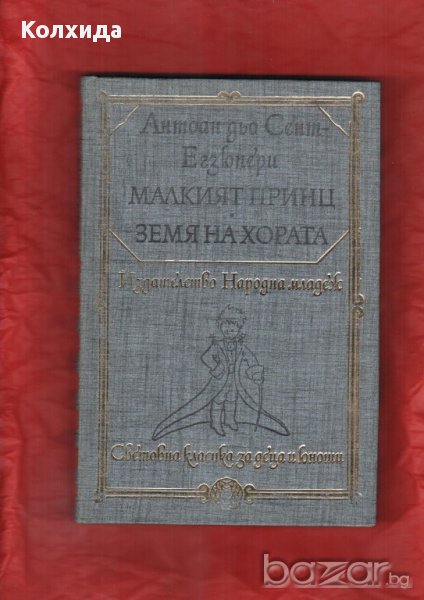 Колхида
Антоан дьо Сент-
Егзюпери
МАЛКИЯТ ПРИНЦ
ЗЕМЯ НА ХОРАТА
Издателство Народна младеж
Световна класика за деца и юноши
bazar.bg